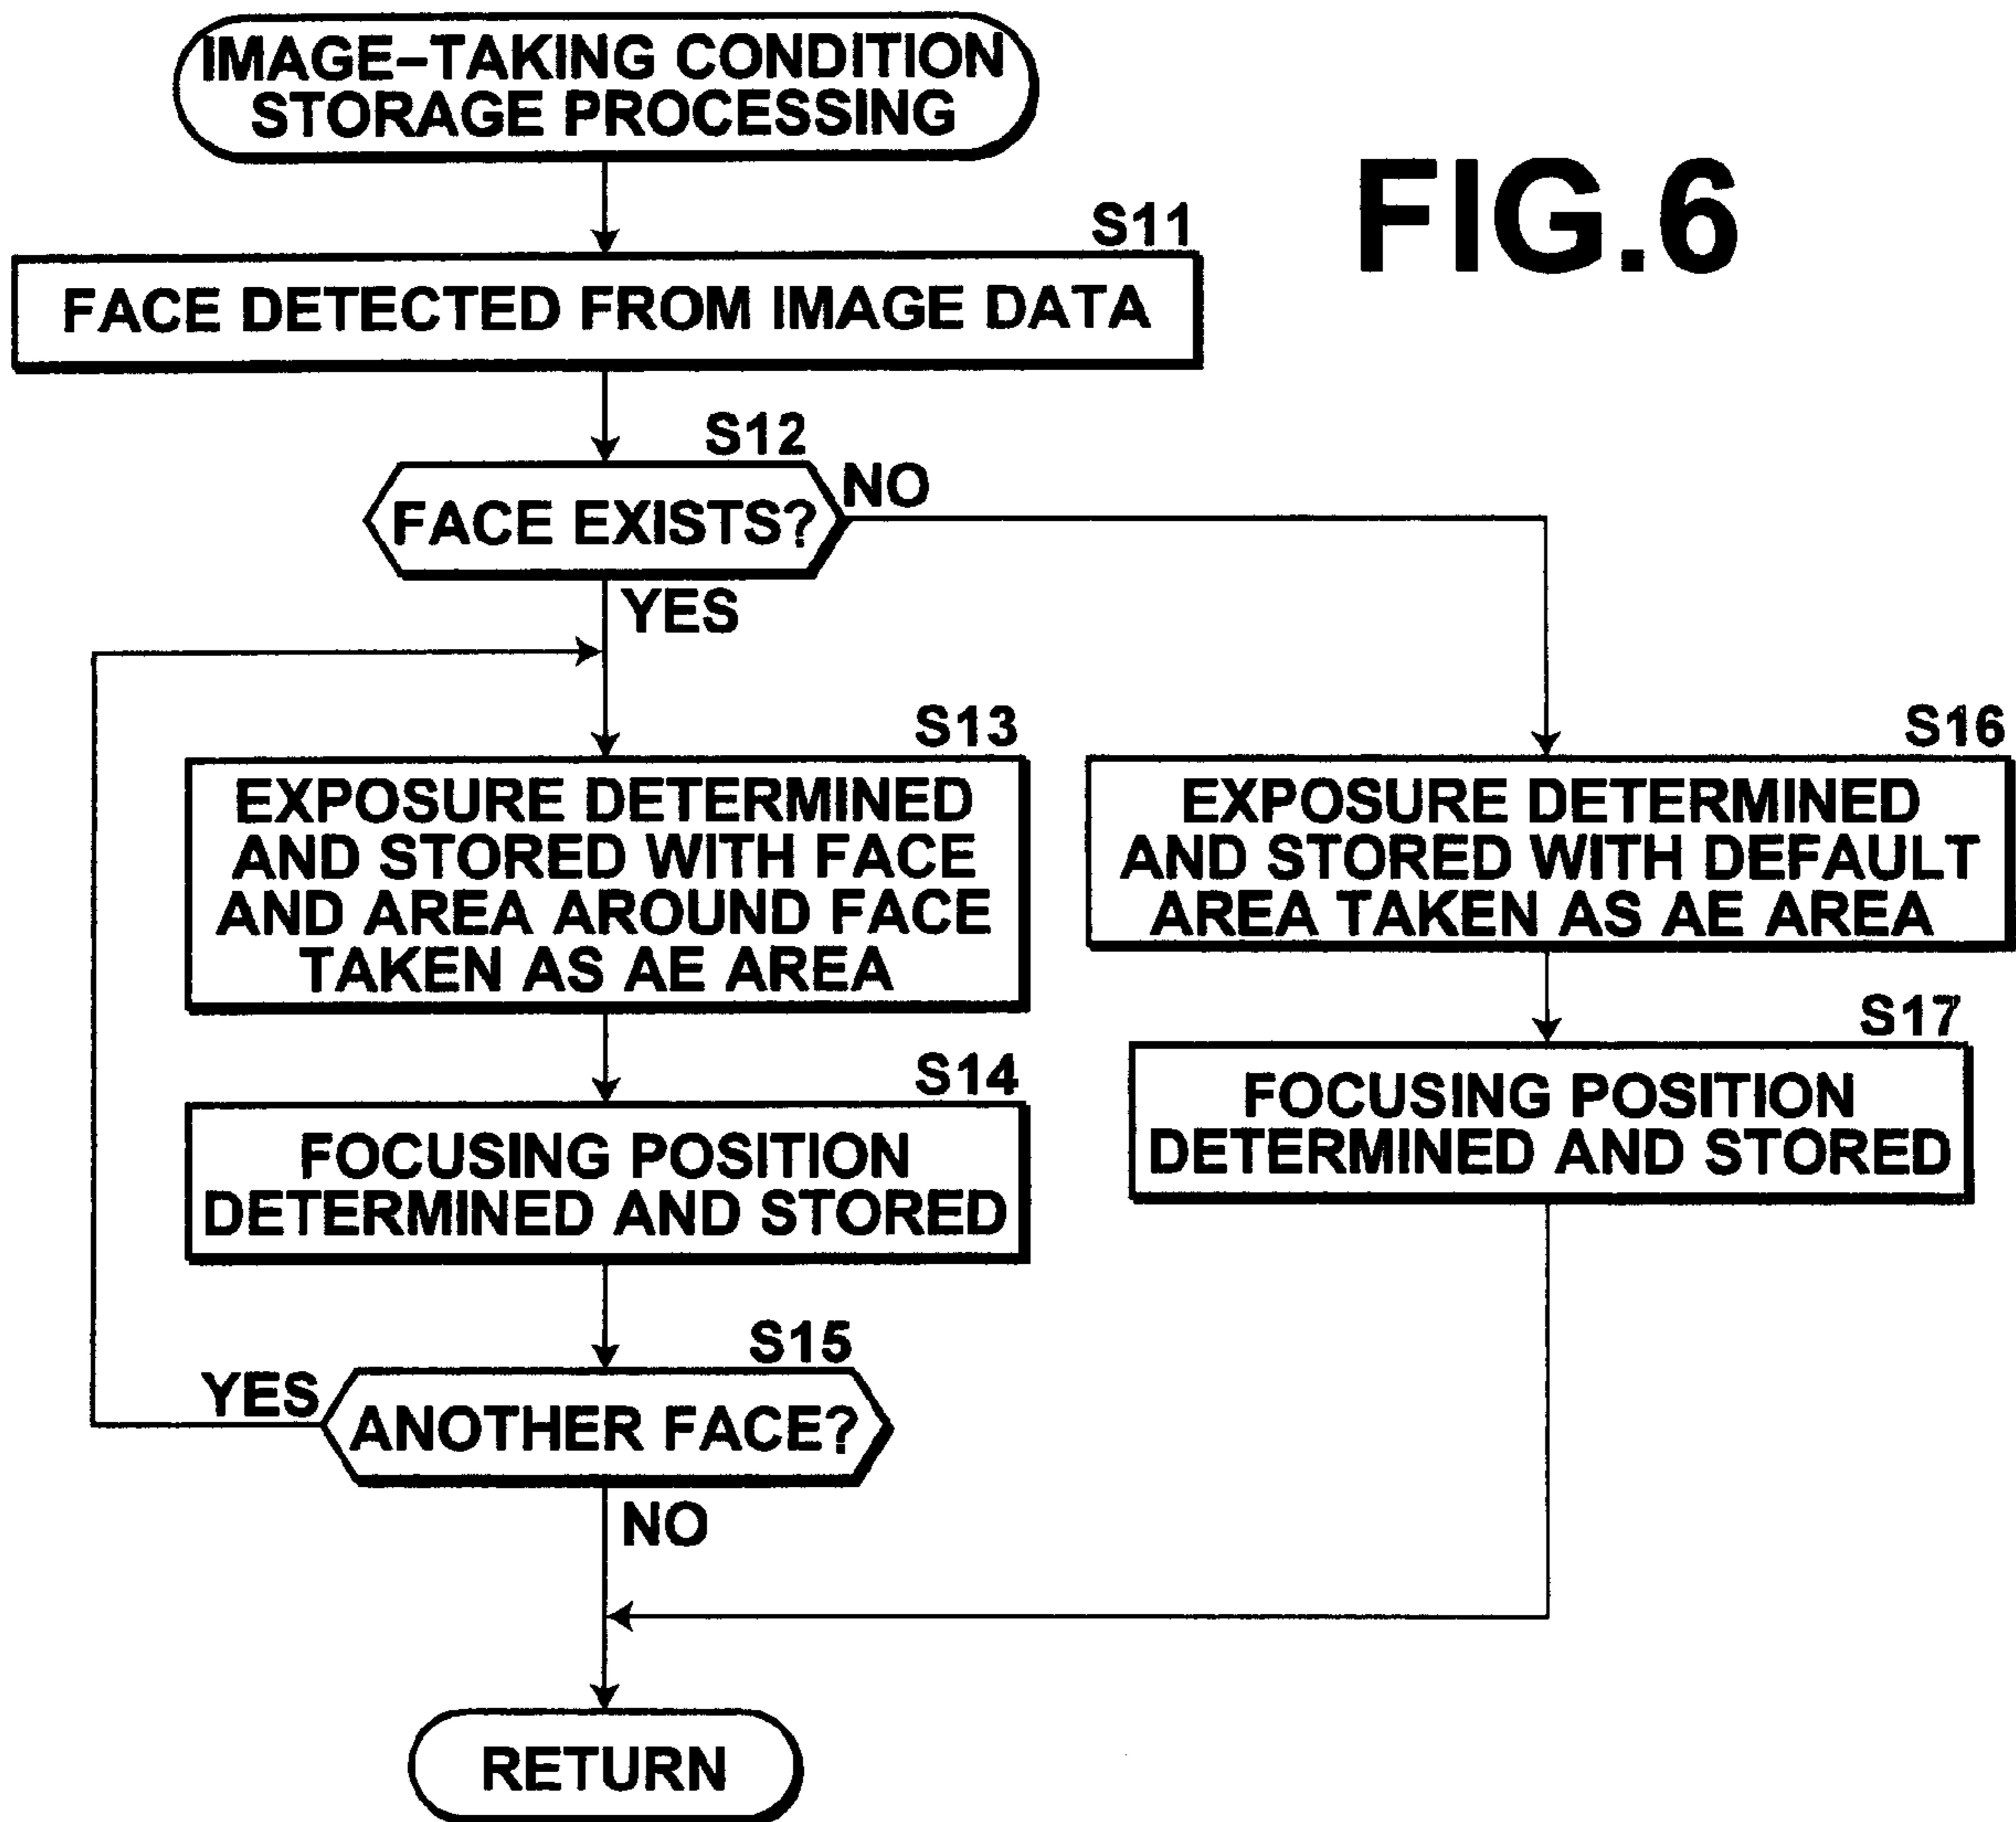 IMAGE-TAKING CONDITION
STORAGE PROCESSING
FIG.6
S11
FACE DETECTED FROM IMAGE DATA
S12
FACE EXISTS?
NO
YES
S13
EXPOSURE DETERMINED
AND STORED WITH FACE
AND AREA AROUND FACE
TAKEN AS AE AREA
S16
EXPOSURE DETERMINED
AND STORED WITH DEFAULT
AREA TAKEN AS AE AREA
S14
FOCUSING POSITION
DETERMINED AND STORED
S17
FOCUSING POSITION
DETERMINED AND STORED
S15
YES
ANOTHER FACE?
NO
RETURN